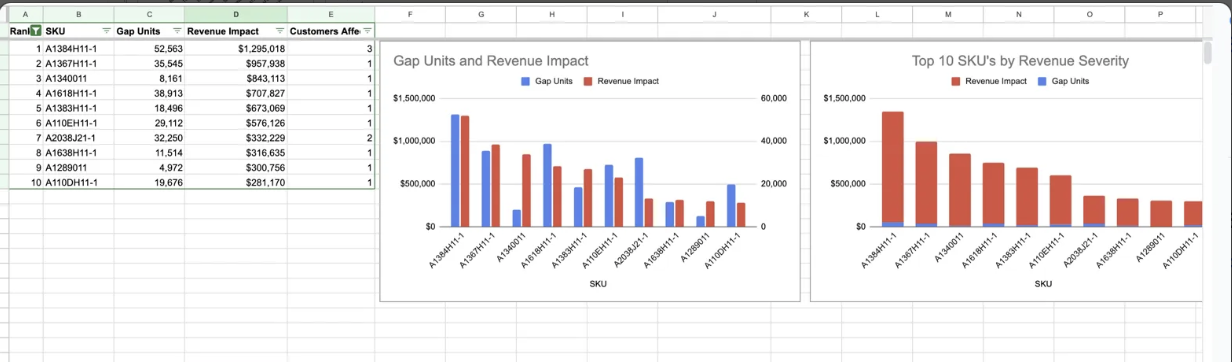 A B C D E F G H I J K L M N O P
Ranl SKU Gap Units Revenue Impact Customers Affe
1 A1384H11-1 52,563 $1,295,018 3
2 A1367H11-1 35,545 $957,938 1
3 A1340011 8,161 $843,113 1
4 A1618H11-1 38,913 $707,827 1
5 A1383H11-1 18,496 $673,069 1
6 A110EH11-1 29,112 $576,126 1
7 A2038J21-1 32,250 $332,229 2
8 A1638H11-1 11,514 $316,635 1
9 A1289011 4,972 $300,756 1
10 A110DH11-1 19,676 $281,170 1
Gap Units and Revenue Impact
Gap Units Revenue Impact
$1,500,000 60,000
$1,000,000 40,000
$500,000 20,000
$0 0
A1384H11-1 A1367H11-1 A1340011 A1618H11-1 A1383H11-1 A110EH11-1 A2038J21-1 A1638H11-1 A1289011 A110DH11-1
SKU
Top 10 SKU's by Revenue Severity
Revenue Impact Gap Units
$1,500,000
$1,000,000
$500,000
$0
A1384H11-1 A1367H11-1 A1340011 A1618H11-1 A1383H11-1 A110EH11-1 A2038J21-1 A1638H11-1 A1289011 A110DH11-1
SKU